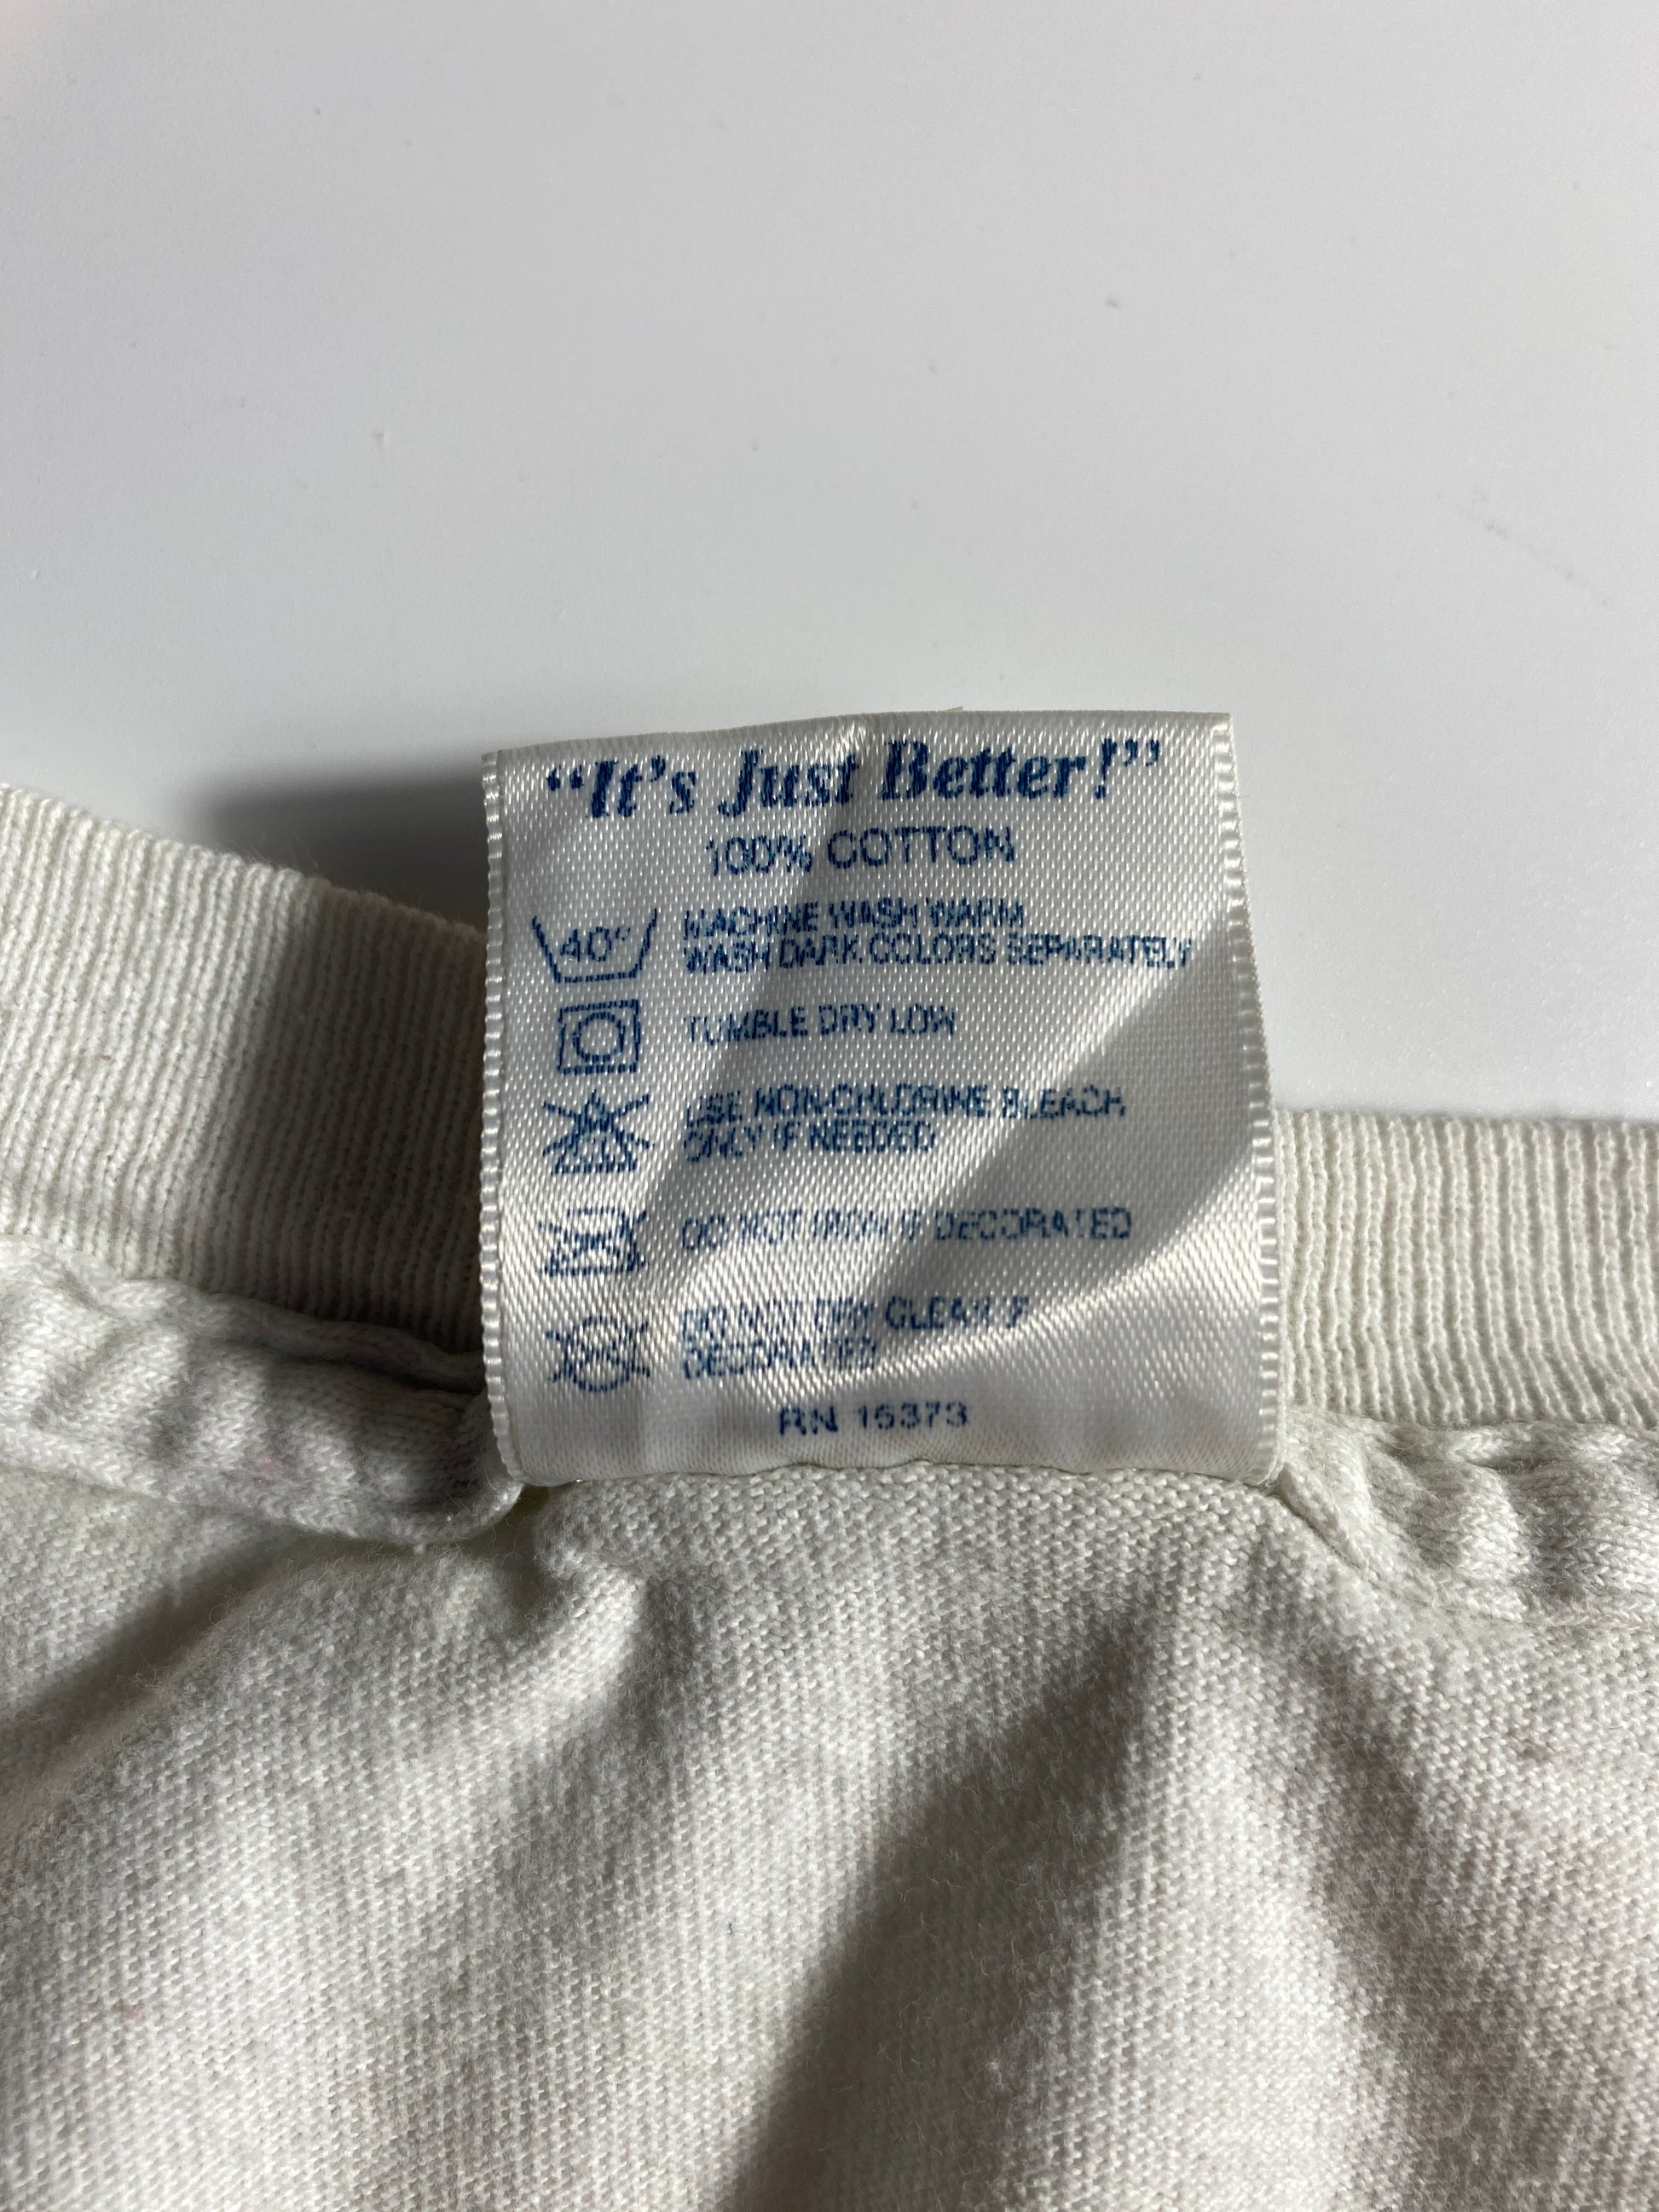 “It’s Just Better!”
100% COTTON
40°
MACHINE WASH WARM
WASH DARK COLORS SEPARATELY
TUMBLE DRY LOW
USE NON-CHLORINE BLEACH
ONLY IF NEEDED
DO NOT IRON IF DECORATED
DO NOT DRY CLEAN IF
DECORATED
RN 15373